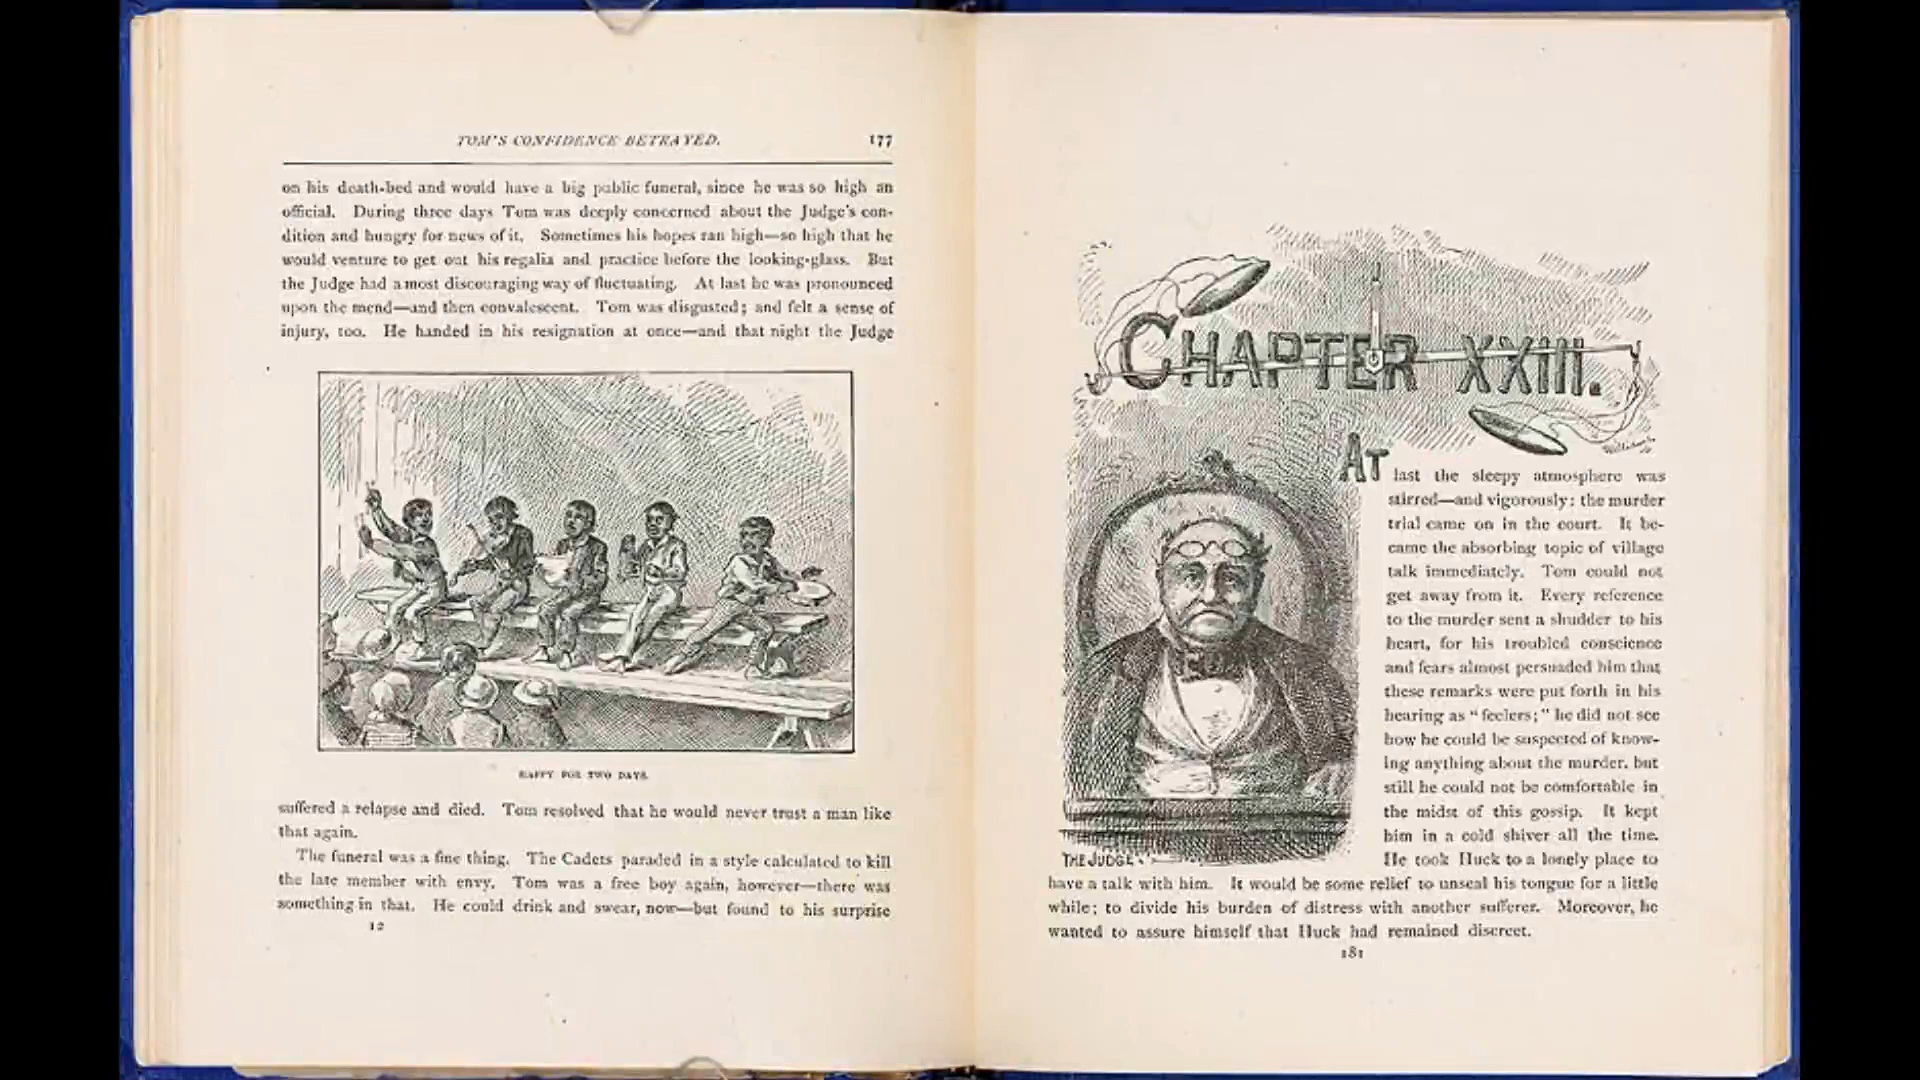 TOM'S CONFIDENCE BETRAYED. 177
on his death-bed and would have a big public funeral, since he was so high an
official. During three days Tom was deeply concerned about the Judge's con-
dition and hungry for news of it. Sometimes his hopes ran high—so high that he
would venture to get out his regalia and practice before the looking-glass. But
the Judge had a most discouraging way of fluctuating. At last he was pronounced
upon the mend—and then convalescent. Tom was disgusted; and felt a sense of
injury, too. He handed in his resignation at once—and that night the Judge
HAPPY FOR TWO DAYS.
suffered a relapse and died. Tom resolved that he would never trust a man like
that again.
The funeral was a fine thing. The Cadets paraded in a style calculated to kill
the late member with envy. Tom was a free boy again, however—there was
something in that. He could drink and swear, now—but found to his surprise
12
CHAPTER XXIII.
AT last the sleepy atmosphere was
stirred—and vigorously: the murder
trial came on in the court. It be-
came the absorbing topic of village
talk immediately. Tom could not
get away from it. Every reference
to the murder sent a shudder to his
heart, for his troubled conscience
and fears almost persuaded him that
these remarks were put forth in his
hearing as "feelers;" he did not see
how he could be suspected of know-
ing anything about the murder, but
still he could not be comfortable in
the midst of this gossip. It kept
him in a cold shiver all the time.
THE JUDGE. He took Huck to a lonely place to
have a talk with him. It would be some relief to unseal his tongue for a little
while; to divide his burden of distress with another sufferer. Moreover, he
wanted to assure himself that Huck had remained discreet.
181